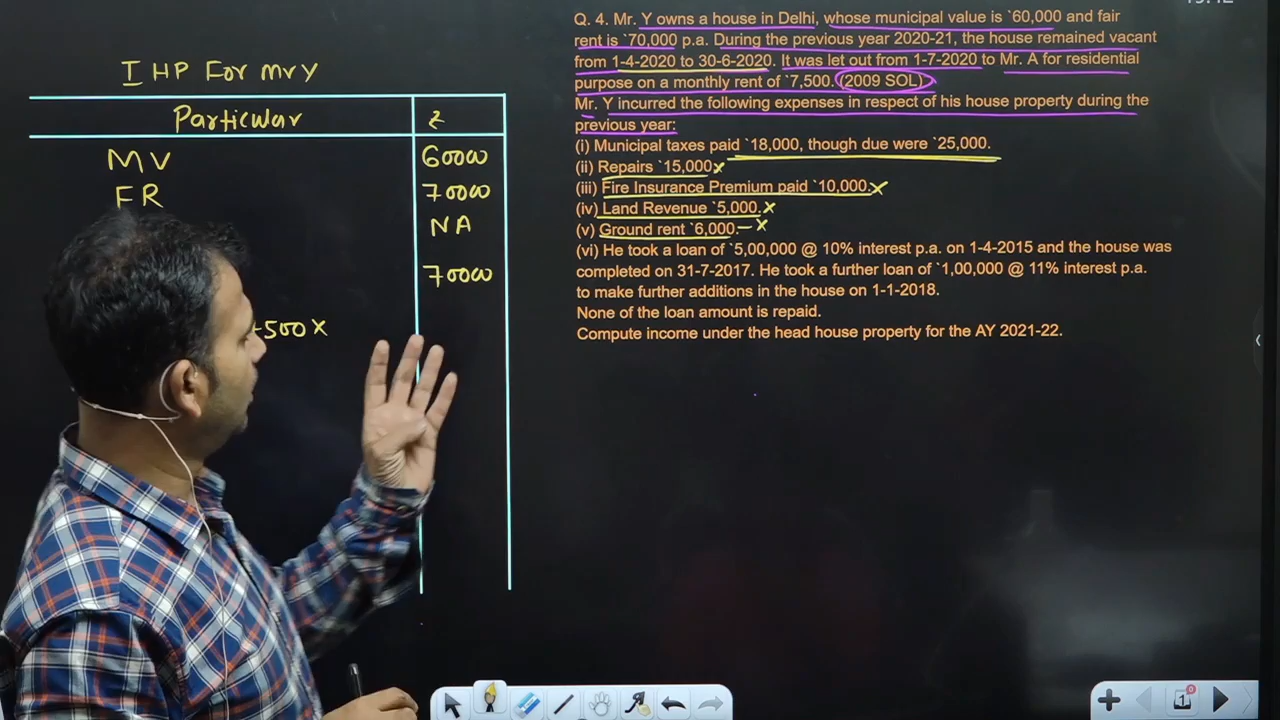 Q. 4. Mr. Y owns a house in Delhi, whose municipal value is `60,000 and fair
rent is `70,000 p.a. During the previous year 2020-21, the house remained vacant
from 1-4-2020 to 30-6-2020. It was let out from 1-7-2020 to Mr. A for residential
purpose on a monthly rent of `7,500. (2009 SOL)
Mr. Y incurred the following expenses in respect of his house property during the
previous year:
(i) Municipal taxes paid `18,000, though due were `25,000.
(ii) Repairs `15,000 x
(iii) Fire Insurance Premium paid `10,000. x
(iv) Land Revenue `5,000. x
(v) Ground rent `6,000. – x
(vi) He took a loan of `5,00,000 @ 10% interest p.a. on 1-4-2015 and the house was
completed on 31-7-2017. He took a further loan of `1,00,000 @ 11% interest p.a.
to make further additions in the house on 1-1-2018.
None of the loan amount is repaid.
Compute income under the head house property for the AY 2021-22.
I HP For Mr Y
Particular ₹
MV 60000
FR 70000
NA
70000
500 x
1